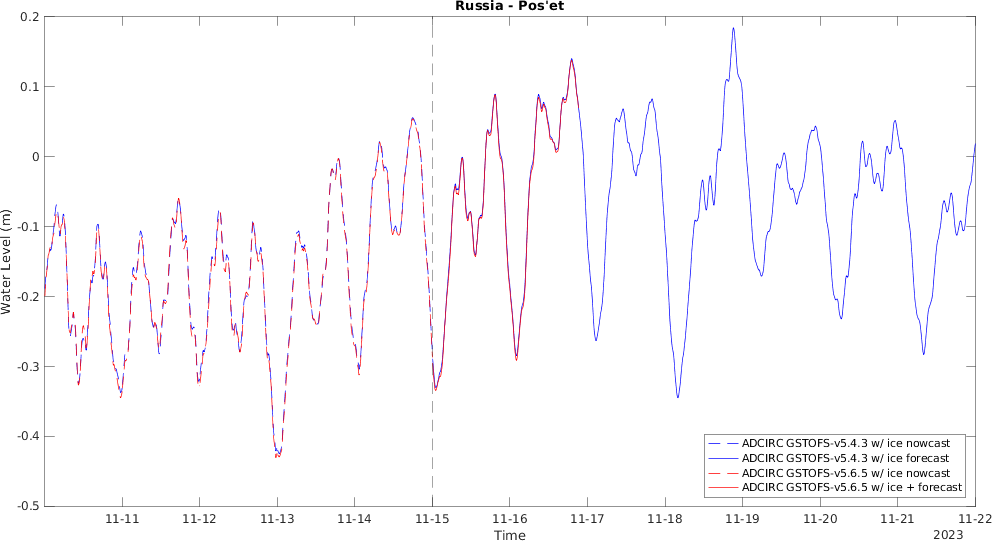 Russia - Pos'et
0.2
0.1
0
-0.1
-0.2
-0.3
-0.4
-0.5
Water Level (m)
ADCIRC GSTOFS-v5.4.3 w/ ice nowcast
ADCIRC GSTOFS-v5.4.3 w/ ice forecast
ADCIRC GSTOFS-v5.6.5 w/ ice nowcast
ADCIRC GSTOFS-v5.6.5 w/ ice + forecast
11-11 11-12 11-13 11-14 11-15 11-16 11-17 11-18 11-19 11-20 11-21 11-22
Time
2023